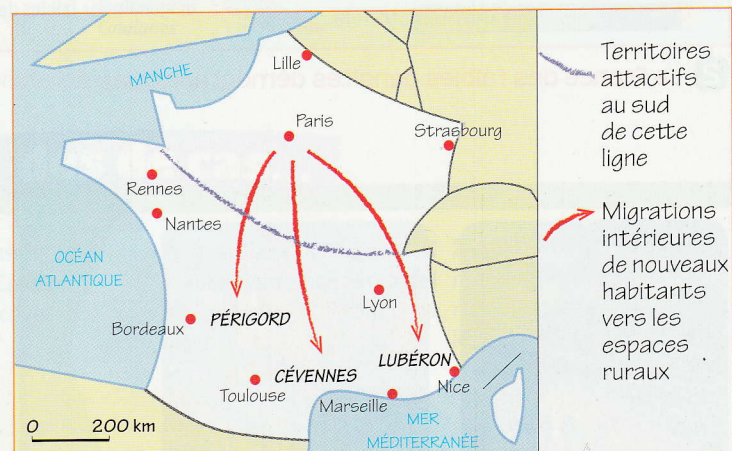 Lille
MANCHE
Paris
Strasbourg
Rennes
Nantes
OCÉAN
ATLANTIQUE
Lyon
Bordeaux
PÉRIGORD
LUBÉRON
CÉVENNES
Toulouse
Nice
Marseille
MER
MÉDITERRANÉE
0 200 km
Territoires
attactifs
au sud
de cette
ligne
Migrations
intérieures
de nouveaux
habitants
vers les
espaces
ruraux